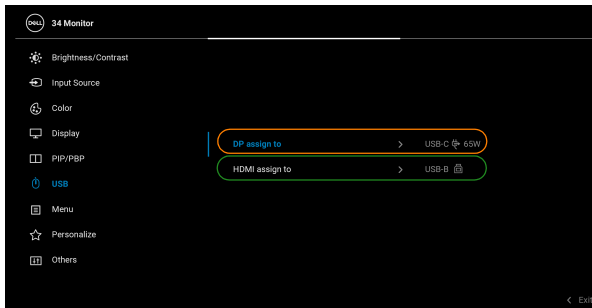 DELL 34 Monitor
Brightness/Contrast
Input Source
Color
Display
DP assign to > USB-C 65W
PIP/PBP
HDMI assign to > USB-B
USB
Menu
Personalize
Others
< Exit